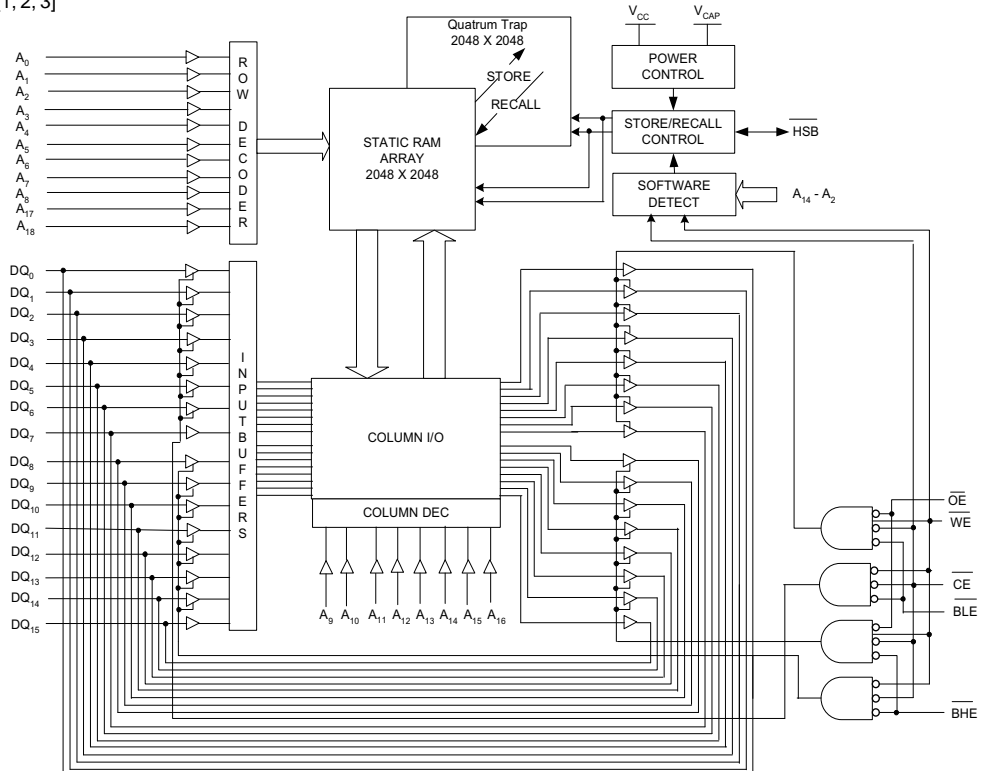 [1, 2, 3]
Quatrum Trap
2048 X 2048
STORE
RECALL
VCC
VCAP
POWER
CONTROL
STORE/RECALL
CONTROL
HSB
SOFTWARE
DETECT
A14 - A2
A0
A1
A2
A3
A4
A5
A6
A7
A8
A17
A18
ROW DECODER
STATIC RAM
ARRAY
2048 X 2048
DQ0
DQ1
DQ2
DQ3
DQ4
DQ5
DQ6
DQ7
DQ8
DQ9
DQ10
DQ11
DQ12
DQ13
DQ14
DQ15
INPUT BUFFERS
COLUMN I/O
COLUMN DEC
A9 A10 A11 A12 A13 A14 A15 A16
OE
WE
CE
BLE
BHE